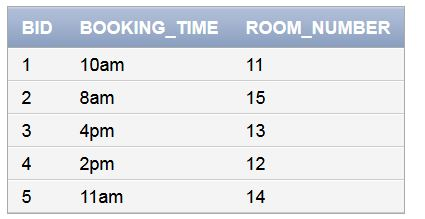 BID BOOKING_TIME ROOM_NUMBER
1 10am 11
2 8am 15
3 4pm 13
4 2pm 12
5 11am 14